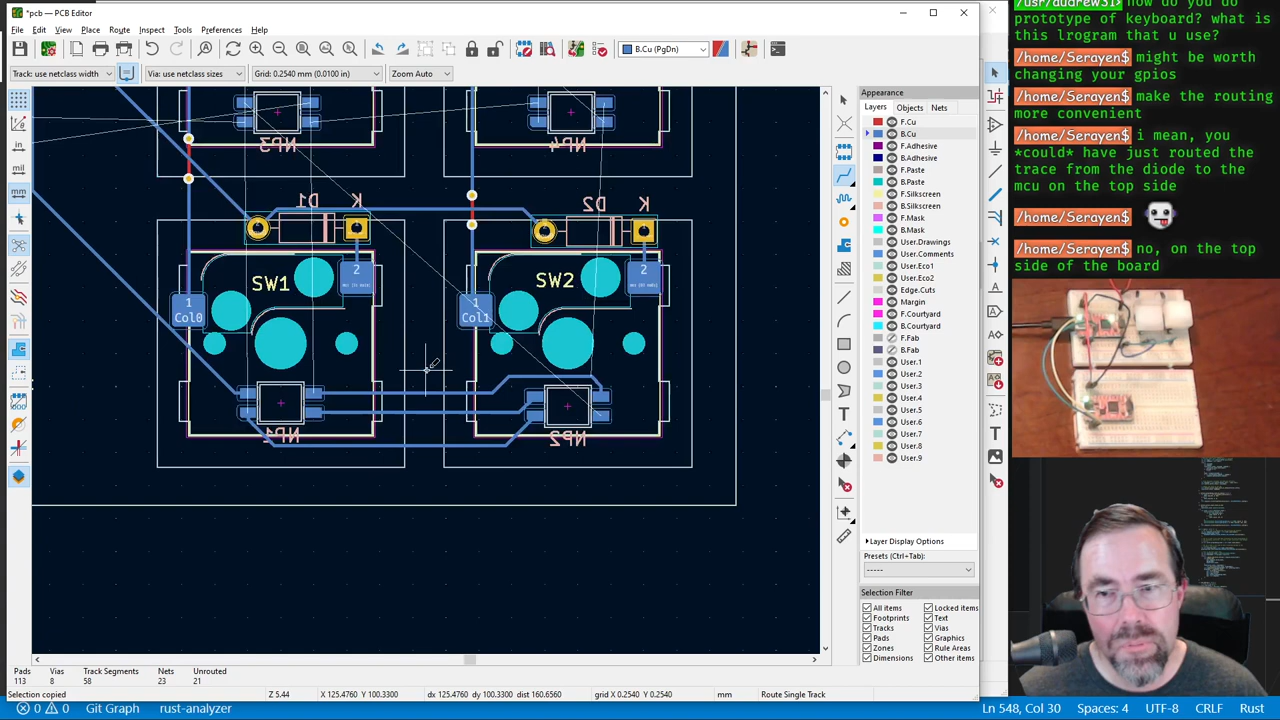 *pcb — PCB Editor
File Edit View Place Route Inspect Tools Preferences Help
B.Cu (PgDn)
Track: use netclass width
Via: use netclass sizes
Grid: 0.2540 mm (0.0100 in)
Zoom Auto
in
mil
mm
NP3
NP4
D1
K
D2
K
SW1
SW2
2
2
1
Col0
1
Col1
NP1
NP2
Appearance
Layers Objects Nets
F.Cu
B.Cu
F.Adhesive
B.Adhesive
F.Paste
B.Paste
F.Silkscreen
B.Silkscreen
F.Mask
B.Mask
User.Drawings
User.Comments
User.Eco1
User.Eco2
Edge.Cuts
Margin
F.Courtyard
B.Courtyard
F.Fab
B.Fab
User.1
User.2
User.3
User.4
User.5
User.6
User.7
User.8
User.9
Layer Display Options
Presets (Ctrl+Tab):
-----
Selection Filter
All items Locked items
Footprints Text
Tracks Vias
Pads Graphics
Zones Rule Areas
Dimensions Other items
Pads Vias Track Segments Nets Unrouted
113 8 58 23 21
Selection copied Z 5.44 X 125.4760 Y 100.3300 dx 125.4760 dy 100.3300 dist 160.6560 grid X 0.2540 Y 0.2540 mm Route Single Track
0 0 Git Graph rust-analyzer Ln 548, Col 30 Spaces: 4 UTF-8 CRLF Rust
how do you do
prototype of keyboard? what is
this lrogram that u use?
/home/Serayen$ might be worth
changing your gpios
/home/Serayen$ make the routing
more convenient
/home/Serayen$ i mean, you
*could* have just routed the
trace from the diode to the
mcu on the top side
/home/Serayen$
/home/Serayen$ no, on the top
side of the board